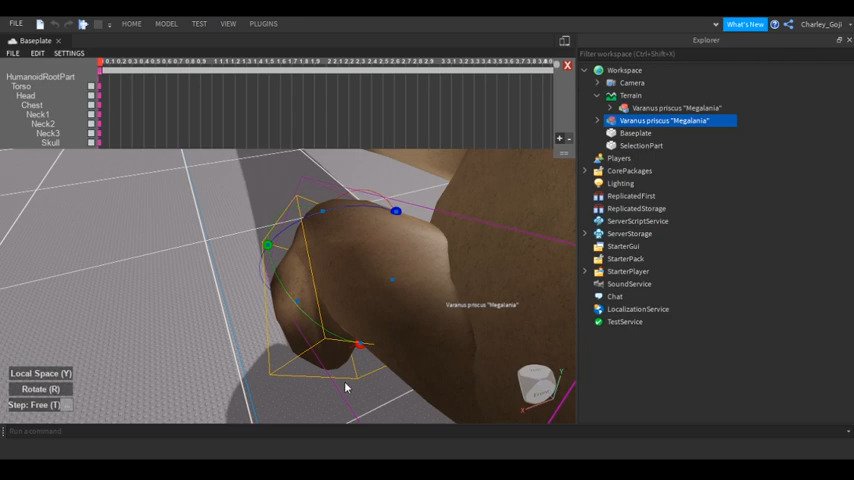 FILE HOME MODEL TEST VIEW PLUGINS What's New Charley_Goji
Baseplate
FILE EDIT SETTINGS
HumanoidRootPart
Torso
Head
Chest
Neck1
Neck2
Neck3
Skull
+ -
X
Varanus priscus "Megalania"
Local Space (Y)
Rotate (R)
Step: Free (T)
Y
X
Run a command
Explorer
Filter workspace (Ctrl+Shift+X)
Workspace
Camera
Terrain
Varanus priscus "Megalania"
Varanus priscus "Megalania"
Baseplate
SelectionPart
Players
CorePackages
Lighting
ReplicatedFirst
ReplicatedStorage
ServerScriptService
ServerStorage
StarterGui
StarterPack
StarterPlayer
SoundService
Chat
LocalizationService
TestService